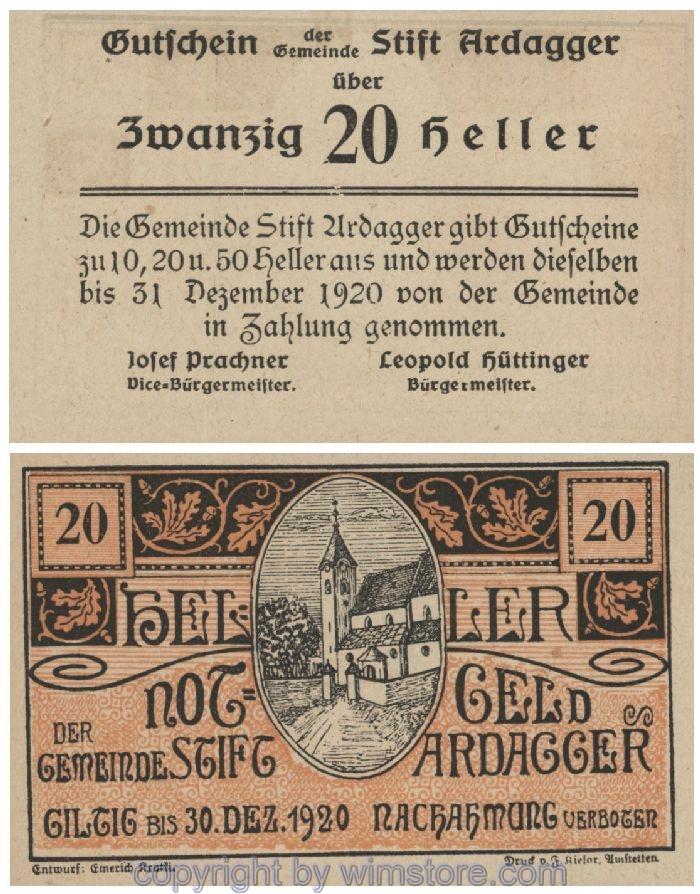 Gutschein der Gemeinde Stift Ardagger
über
Zwanzig 20 Heller
Die Gemeinde Stift Ardagger gibt Gutscheine
zu 10, 20 u. 50 Heller aus und werden dieselben
bis 31 Dezember 1920 von der Gemeinde
in Zahlung genommen.
Josef Prachner Leopold Hüttinger
Vice=Bürgermeister. Bürgermeister.
20 20
HEL= LER
NOT= GELD
DER GEMEINDE STIFT ARDAGGER
GILTIG BIS 30. DEZ. 1920 NACHAHMUNG VERBOTEN
Entwurf: Emerich Druck v. J. Amstetten
copyright by wimstore.com